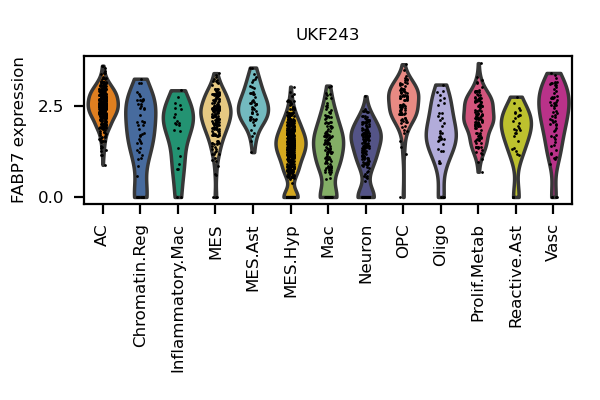 UKF243
FABP7 expression
2.5
0.0
AC
Chromatin.Reg
Inflammatory.Mac
MES
MES.Ast
MES.Hyp
Mac
Neuron
OPC
Oligo
Prolif.Metab
Reactive.Ast
Vasc